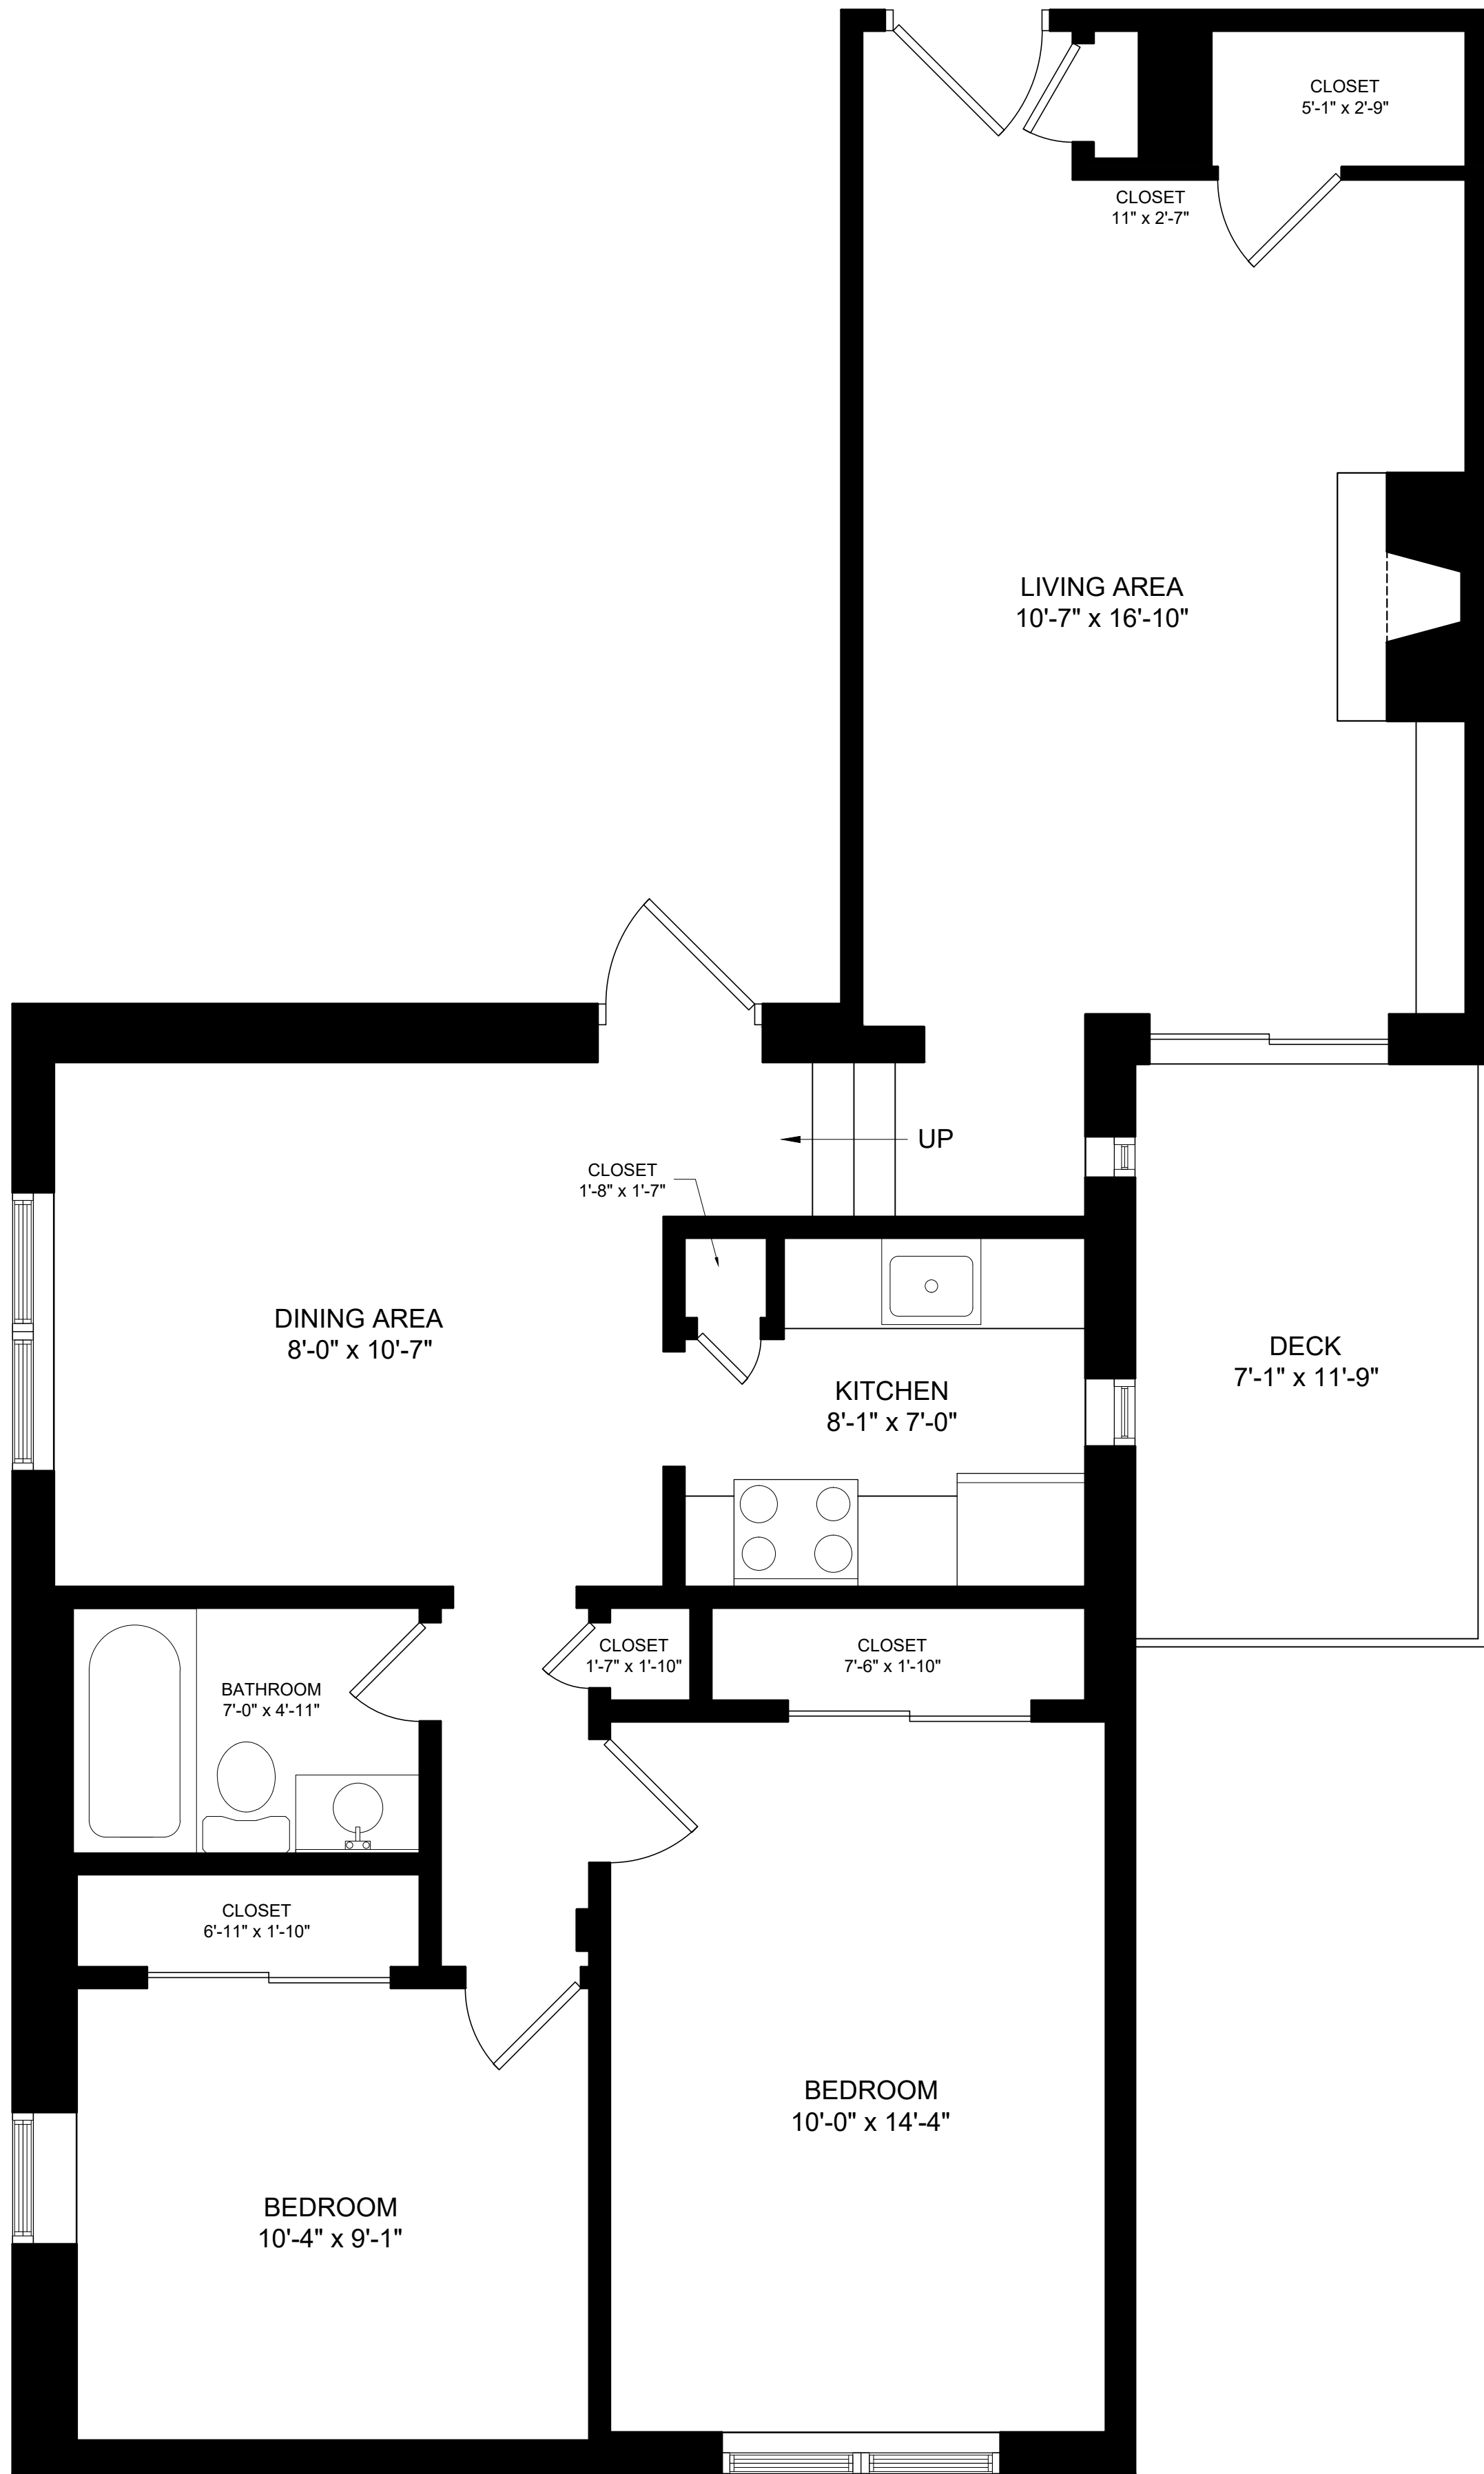 CLOSET
5'-1" x 2'-9"
CLOSET
11" x 2'-7"
LIVING AREA
10'-7" x 16'-10"
UP
CLOSET
1'-8" x 1'-7"
DINING AREA
8'-0" x 10'-7"
KITCHEN
8'-1" x 7'-0"
DECK
7'-1" x 11'-9"
BATHROOM
7'-0" x 4'-11"
CLOSET
1'-7" x 1'-10"
CLOSET
7'-6" x 1'-10"
CLOSET
6'-11" x 1'-10"
BEDROOM
10'-0" x 14'-4"
BEDROOM
10'-4" x 9'-1"